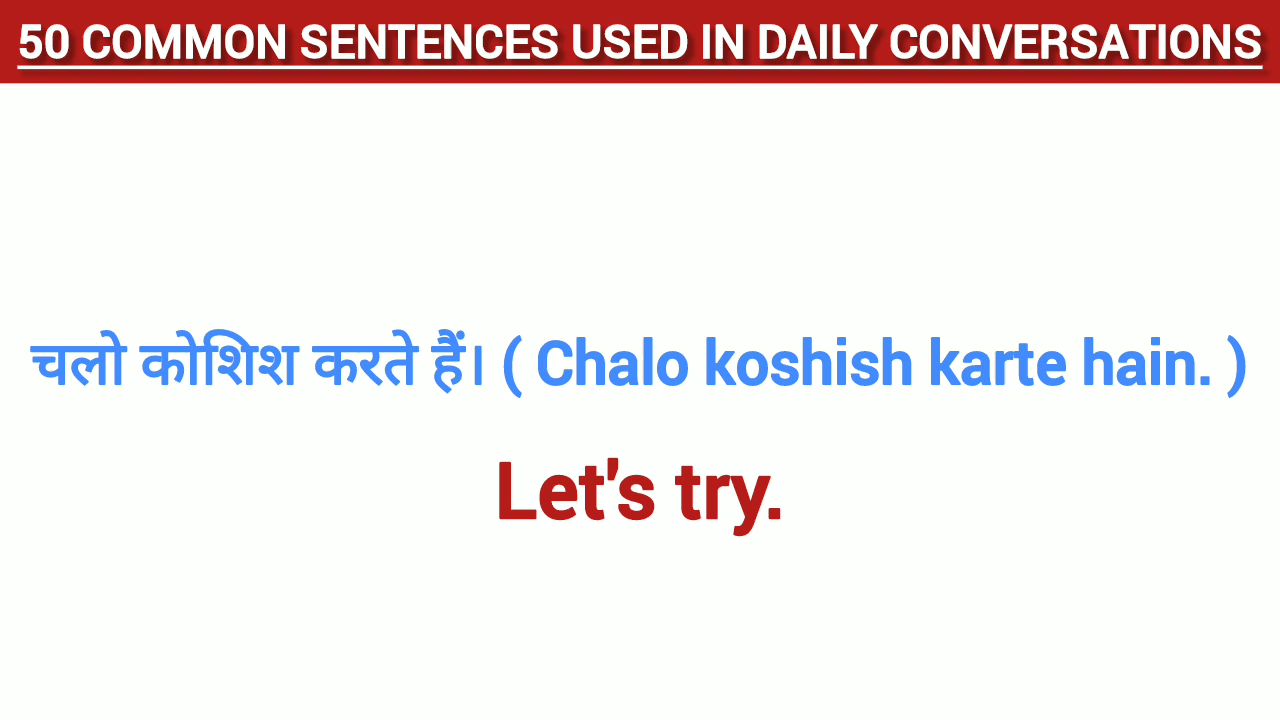 50 COMMON SENTENCES USED IN DAILY CONVERSATIONS
चलो कोशिश करते हैं। ( Chalo koshish karte hain. )
Let's try.